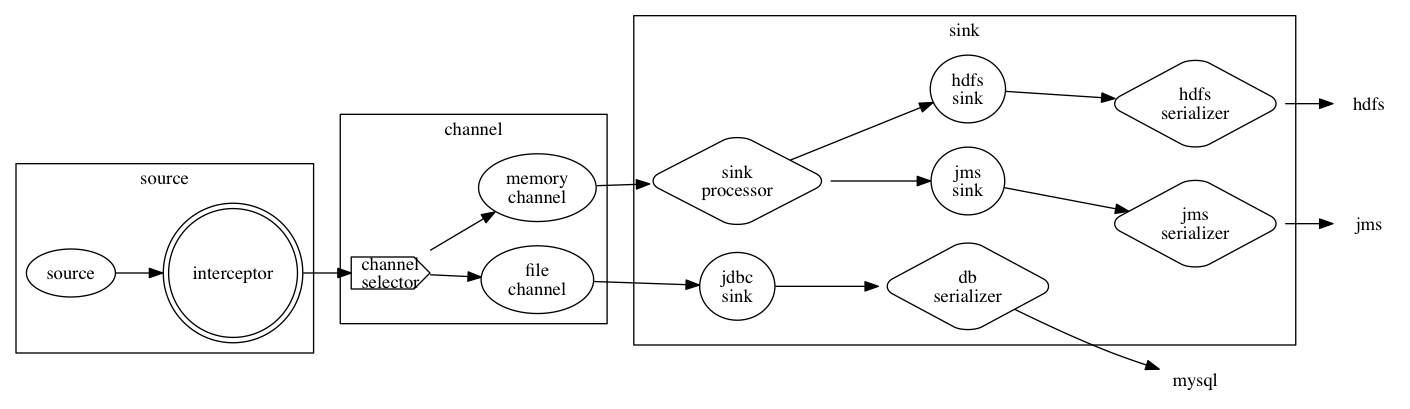 source
source
interceptor
channel
channel
selector
memory
channel
file
channel
sink
sink
processor
hdfs
sink
jms
sink
jdbc
sink
hdfs
serializer
jms
serializer
db
serializer
hdfs
jms
mysql